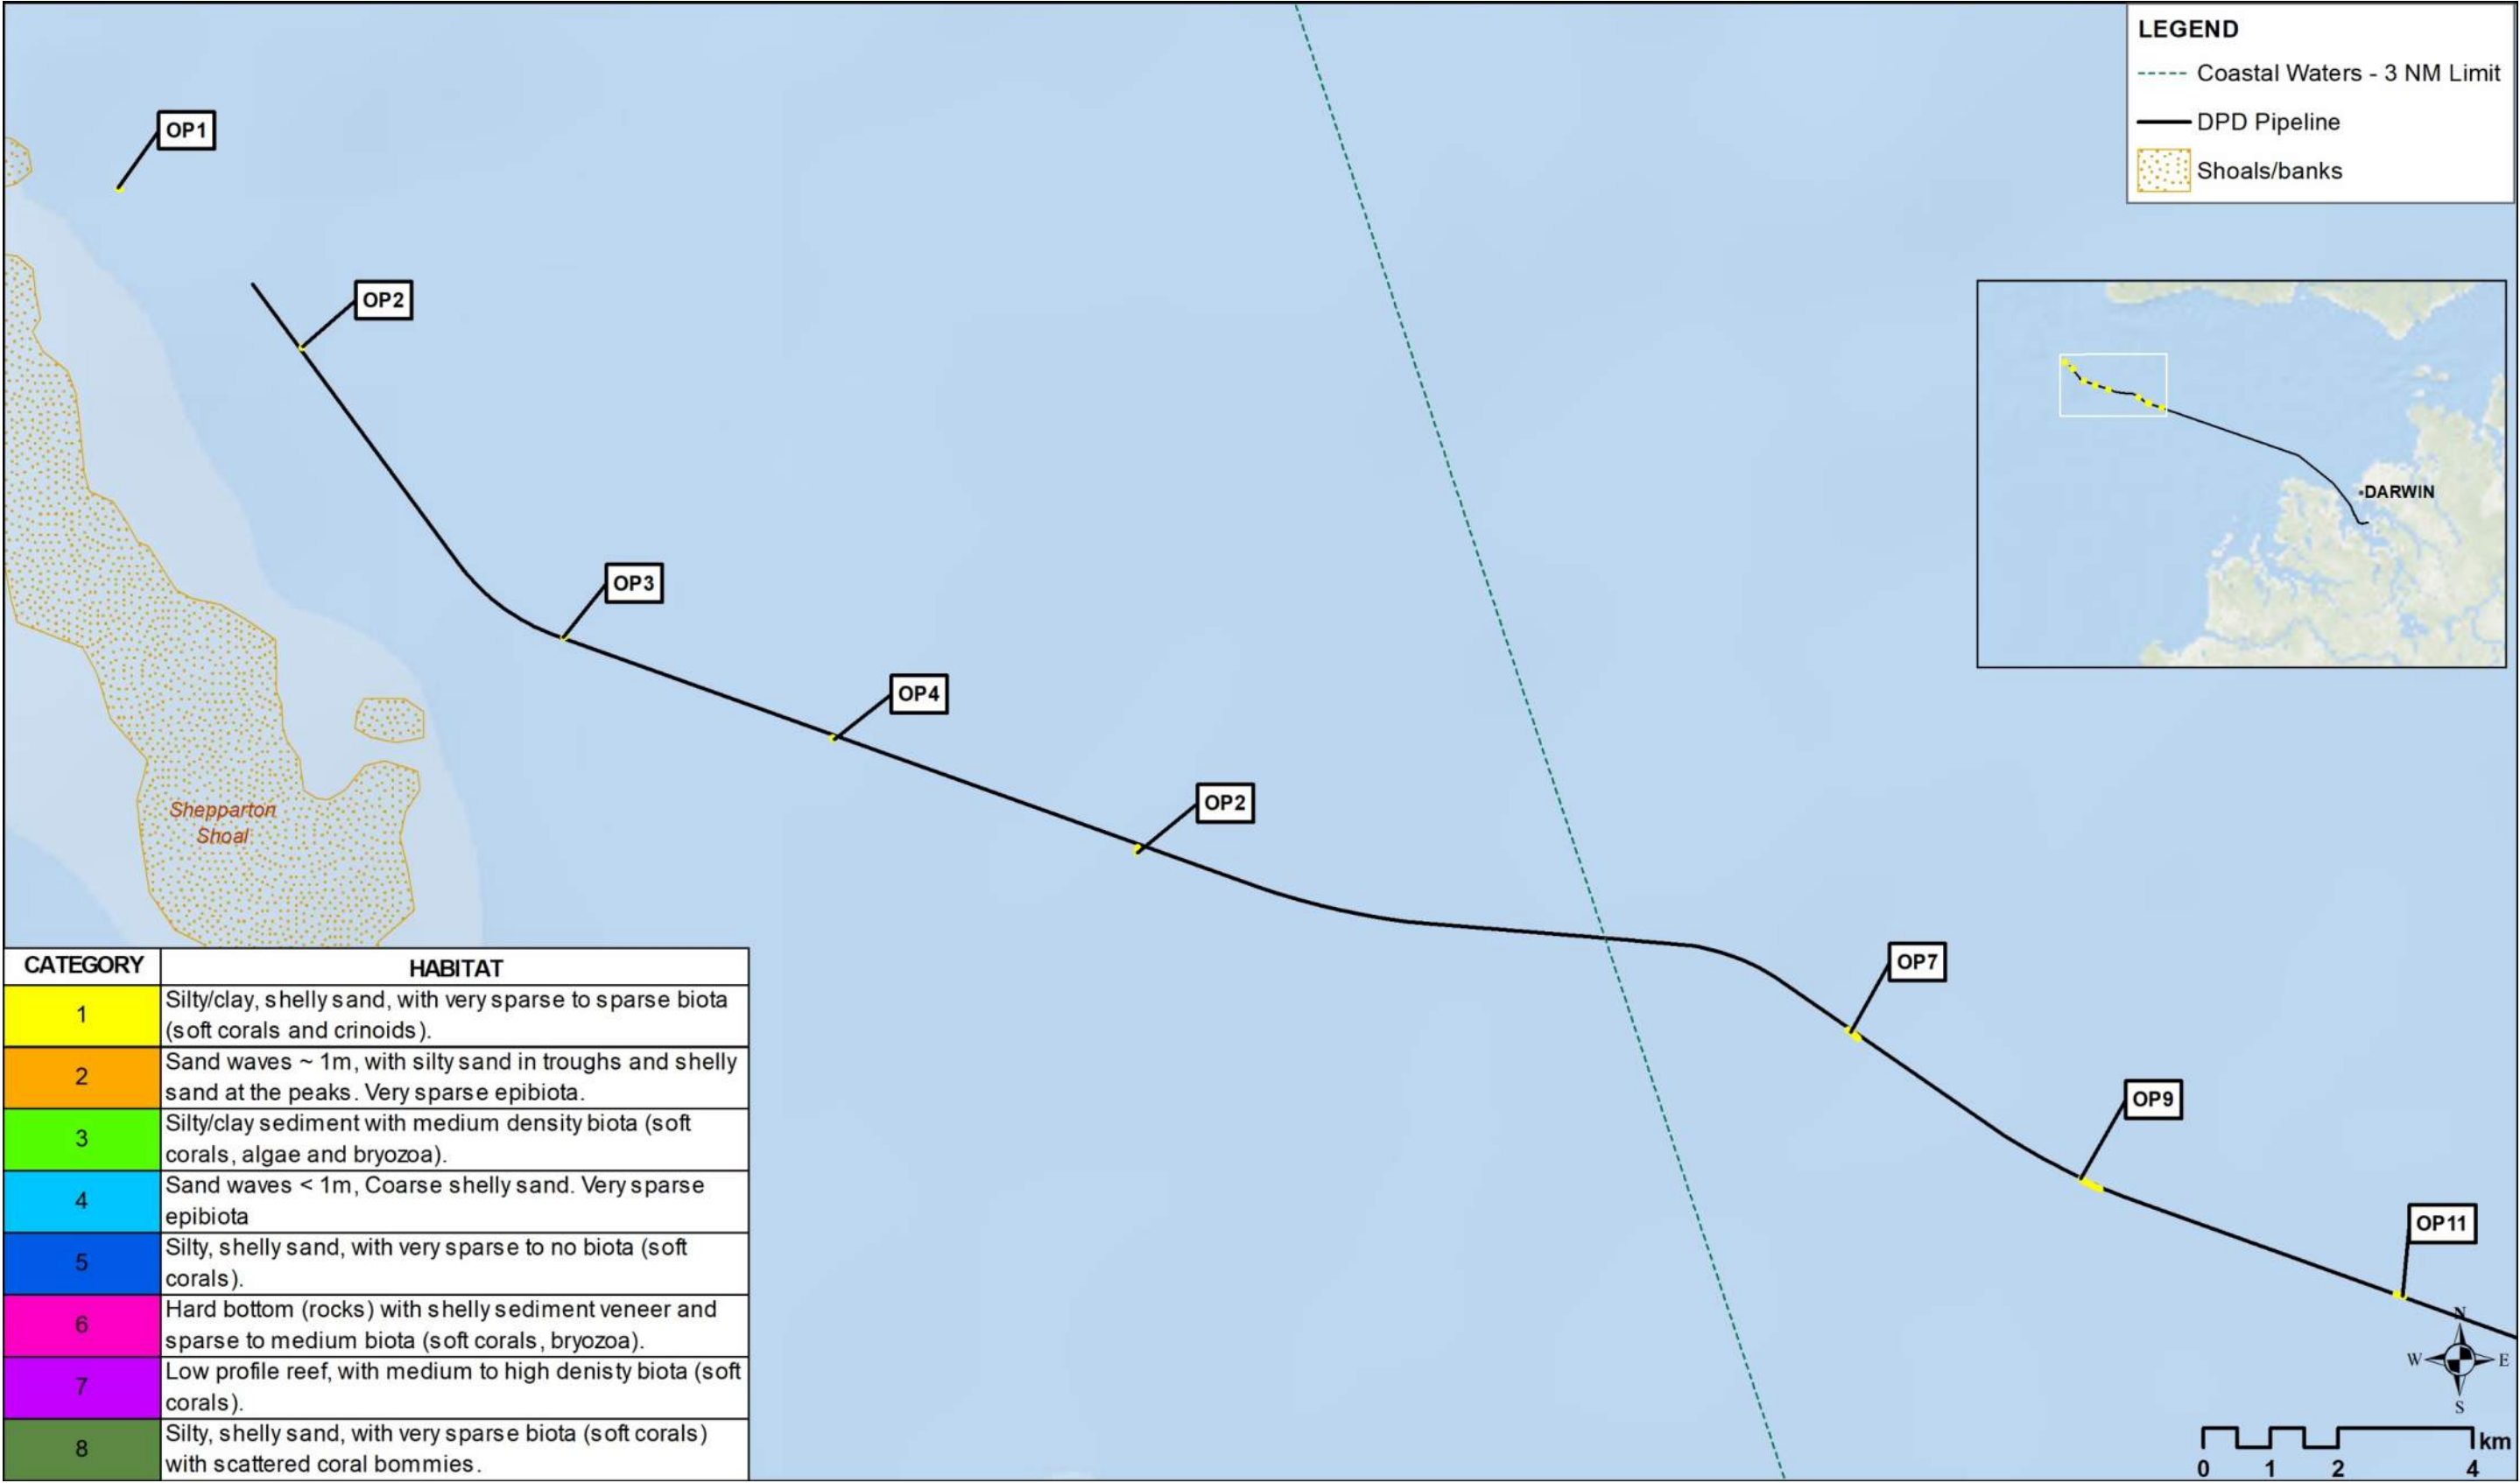 LEGEND
Coastal Waters - 3 NM Limit
DPD Pipeline
Shoals/banks
OP1
OP2
DARWIN
OP3
OP4
OP2
Shepparton
Shoal
OP7
OP9
OP11
CATEGORY HABITAT
1 Silty/clay, shelly sand, with very sparse to sparse biota
(soft corals and crinoids).
2 Sand waves ~ 1m, with silty sand in troughs and shelly
sand at the peaks. Very sparse epibiota.
3 Silty/clay sediment with medium density biota (soft
corals, algae and bryozoa).
4 Sand waves < 1m, Coarse shelly sand. Very sparse
epibiota
5 Silty, shelly sand, with very sparse to no biota (soft
corals).
6 Hard bottom (rocks) with shelly sediment veneer and
sparse to medium biota (soft corals, bryozoa).
7 Low profile reef, with medium to high denisty biota (soft
corals).
8 Silty, shelly sand, with very sparse biota (soft corals)
with scattered coral bommies.
N
W E
S
km
0 1 2 4